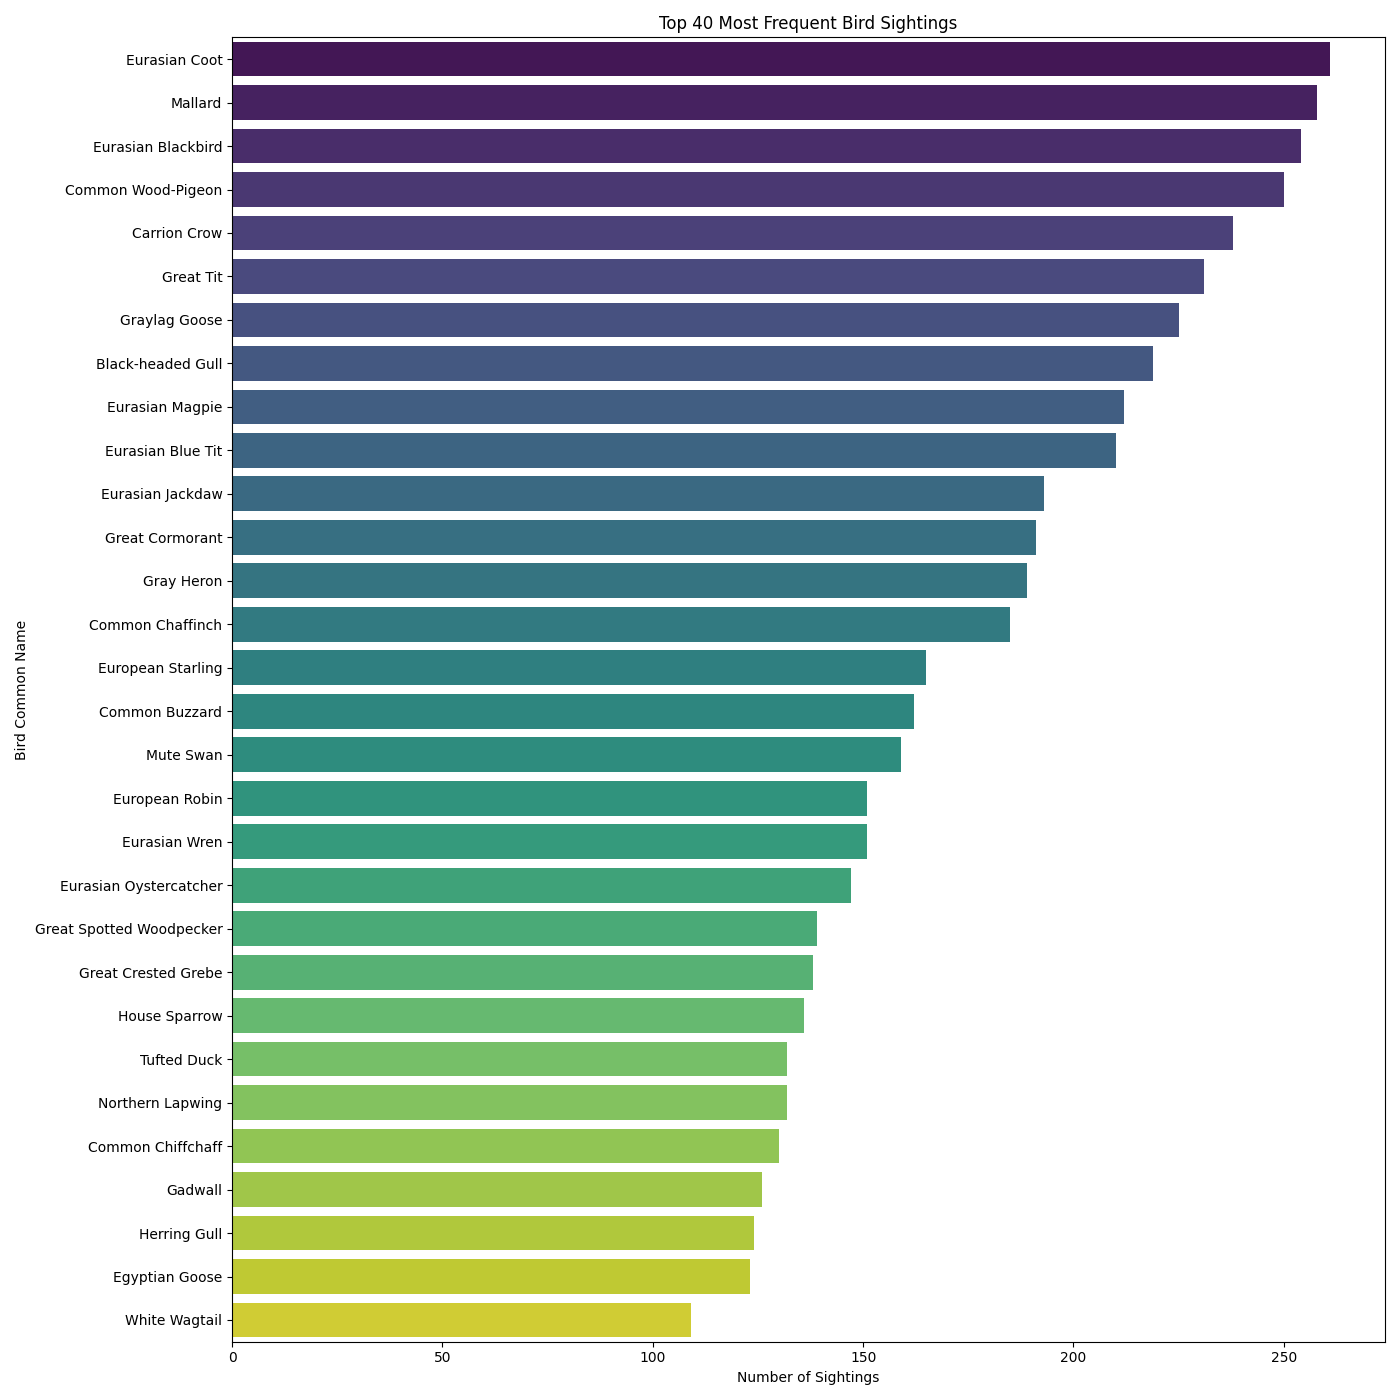 Top 40 Most Frequent Bird Sightings
Eurasian Coot
Mallard
Eurasian Blackbird
Common Wood-Pigeon
Carrion Crow
Great Tit
Graylag Goose
Black-headed Gull
Eurasian Magpie
Eurasian Blue Tit
Eurasian Jackdaw
Great Cormorant
Gray Heron
Common Chaffinch
European Starling
Common Buzzard
Mute Swan
European Robin
Eurasian Wren
Eurasian Oystercatcher
Great Spotted Woodpecker
Great Crested Grebe
House Sparrow
Tufted Duck
Northern Lapwing
Common Chiffchaff
Gadwall
Herring Gull
Egyptian Goose
White Wagtail
Bird Common Name
0 50 100 150 200 250
Number of Sightings